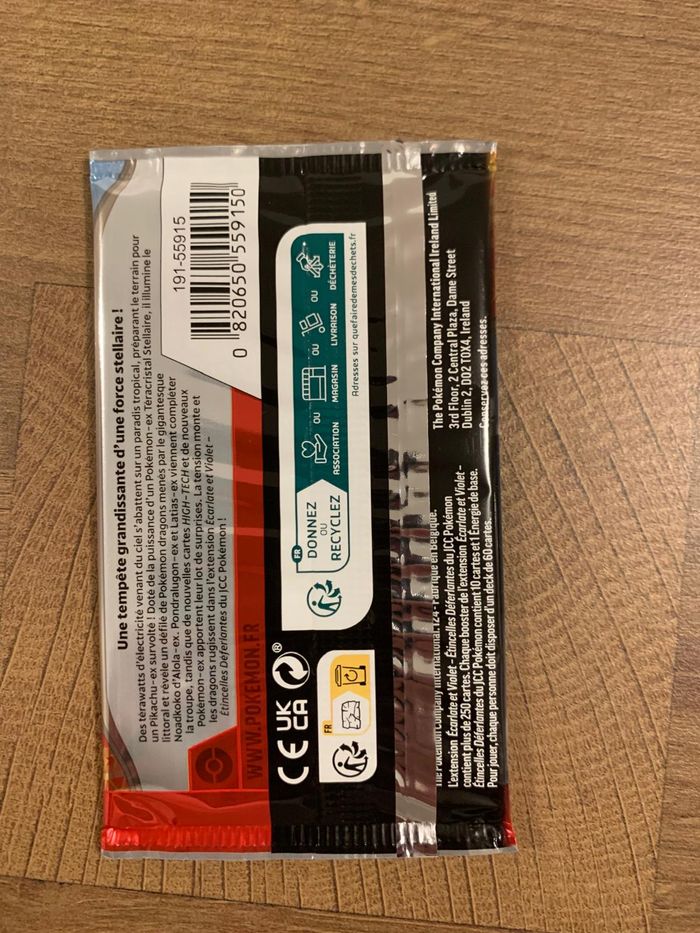 Une tempête grandissante d'une force stellaire !
Des térawatts d'électricité venant du ciel s'abattent sur un paradis tropical, préparant le terrain pour
un Pikachu-ex survolté ! Doté de la puissance d'un Pokémon-ex Téracristal Stellaire, il illumine le
littoral et révèle un défilé de Pokémon dragons menés par le gigantesque
Noadkoko d'Alola-ex. Pondralugon-ex et Latias-ex viennent compléter
la troupe, tandis que de nouvelles cartes HIGH-TECH et de nouveaux
Pokémon-ex apportent leur lot de surprises. La tension monte et
les dragons rugissent dans l'extension Écarlate et Violet –
Étincelles Déferlantes du JCC Pokémon !
191-55915
0 820650 559150
WWW.POKEMON.FR
CE UK
CA
®
FR
FR
DONNEZ
OU
RECYCLEZ
ASSOCIATION
OU
MAGASIN
OU
LIVRAISON
OU
DÉCHÈTERIE
Adresses sur quefairedemesdechets.fr
International. 124 - Fabriqué en Belgique.
L'extension Écarlate et Violet – Étincelles Déferlantes du JCC Pokémon
contient plus de 250 cartes. Chaque booster de l'extension Écarlate et Violet –
Étincelles Déferlantes du JCC Pokémon contient 10 cartes et 1 Énergie de base.
Pour jouer, chaque personne doit disposer d'un deck de 60 cartes.
The Pokémon Company International Ireland Limited
3rd Floor, 2 Central Plaza, Dame Street
Dublin 2, D02 T0X4, Ireland
Conservez ces adresses.